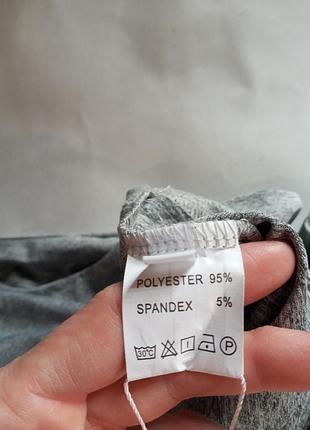 POLYESTER 95%
SPANDEX 5%
30°C P